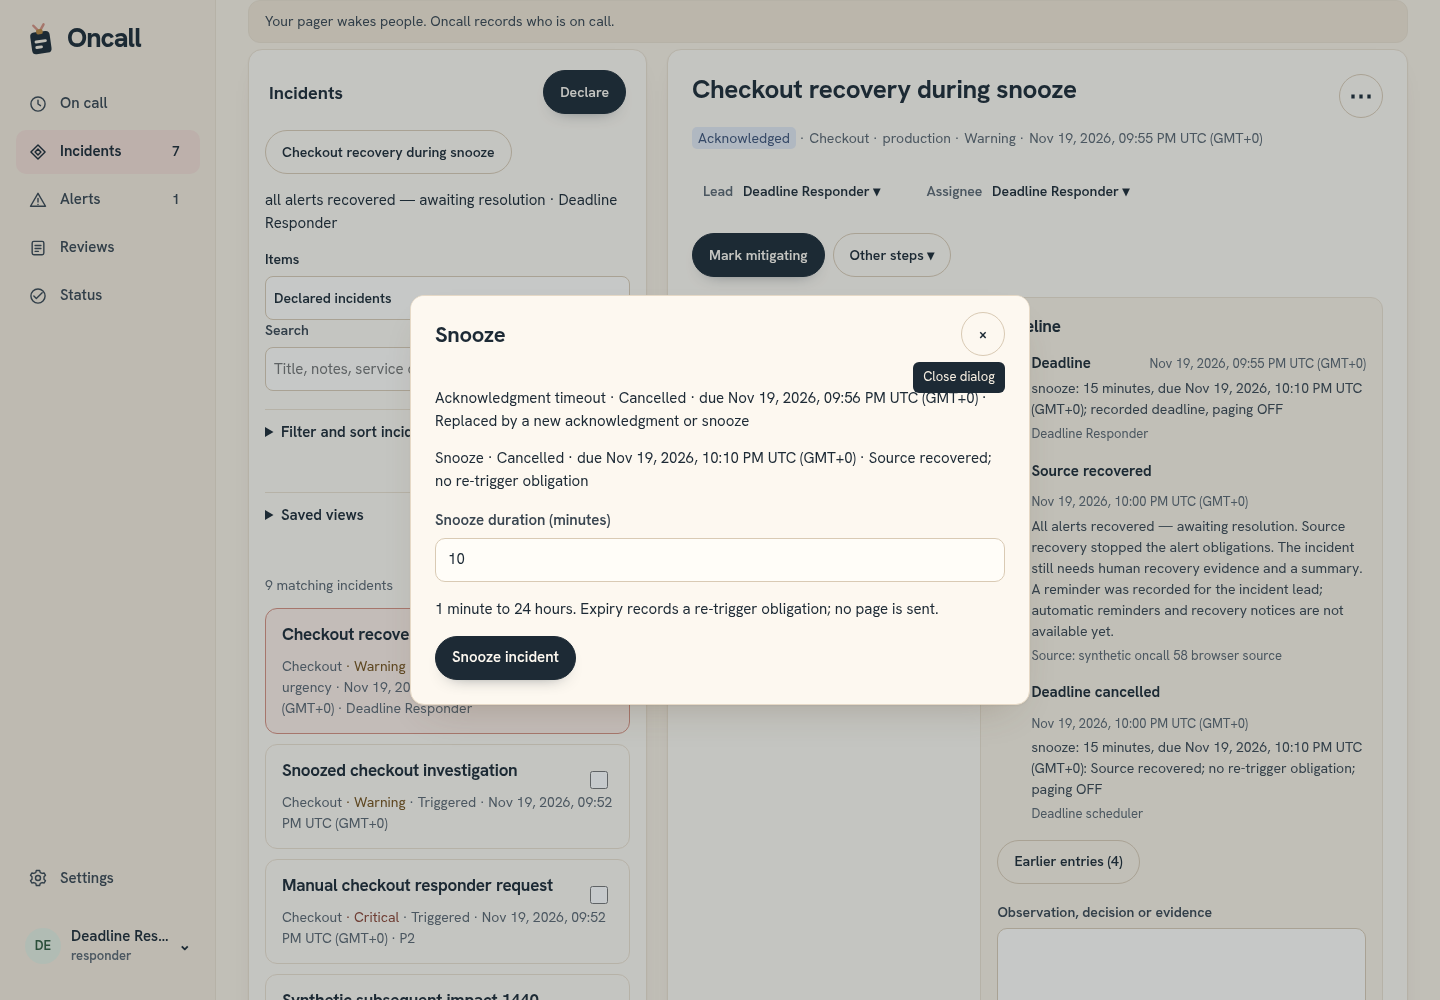 Your pager wakes people. Oncall records who is on call.
Oncall
On call
Incidents 7
Alerts 1
Reviews
Status
Settings
DE
Deadline Res…
responder
Incidents
Declare
Checkout recovery during snooze
all alerts recovered — awaiting resolution · Deadline
Responder
Items
Declared incidents
Search
Title, notes, service
Filter and sort
Saved views
9 matching incidents
Checkout
Checkout · Warning
urgency · Nov 19,
(GMT+0) · Deadline Responder
Snoozed checkout investigation
Checkout · Warning · Triggered · Nov 19, 2026, 09:52
PM UTC (GMT+0)
Manual checkout responder request
Checkout · Critical · Triggered · Nov 19, 2026, 09:52
PM UTC (GMT+0) · P2
Synthetic subsequent impact 1440
Checkout recovery during snooze
Acknowledged · Checkout · production · Warning · Nov 19, 2026, 09:55 PM UTC (GMT+0)
Lead Deadline Responder ▾
Assignee Deadline Responder ▾
Mark mitigating
Other steps ▾
Snooze
×
Close dialog
Acknowledgment timeout · Cancelled · due Nov 19, 2026, 09:56 PM UTC (GMT+0) ·
Replaced by a new acknowledgment or snooze
Snooze · Cancelled · due Nov 19, 2026, 10:10 PM UTC (GMT+0) · Source recovered;
no re-trigger obligation
Snooze duration (minutes)
10
1 minute to 24 hours. Expiry records a re-trigger obligation; no page is sent.
Snooze incident
Deadline
Nov 19, 2026, 09:55 PM UTC (GMT+0)
snooze: 15 minutes, due Nov 19, 2026, 10:10 PM UTC
(GMT+0); recorded deadline, paging OFF
Deadline Responder
Source recovered
Nov 19, 2026, 10:00 PM UTC (GMT+0)
All alerts recovered — awaiting resolution. Source
recovery stopped the alert obligations. The incident
still needs human recovery evidence and a summary.
A reminder was recorded for the incident lead;
automatic reminders and recovery notices are not
available yet.
Source: synthetic oncall 58 browser source
Deadline cancelled
Nov 19, 2026, 10:00 PM UTC (GMT+0)
snooze: 15 minutes, due Nov 19, 2026, 10:10 PM UTC
(GMT+0): Source recovered; no re-trigger obligation;
paging OFF
Deadline scheduler
Earlier entries (4)
Observation, decision or evidence